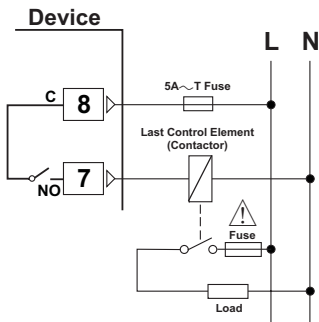 Device
L N
5A~T Fuse
C 8
Last Control Element
(Contactor)
NO 7
Fuse
Load